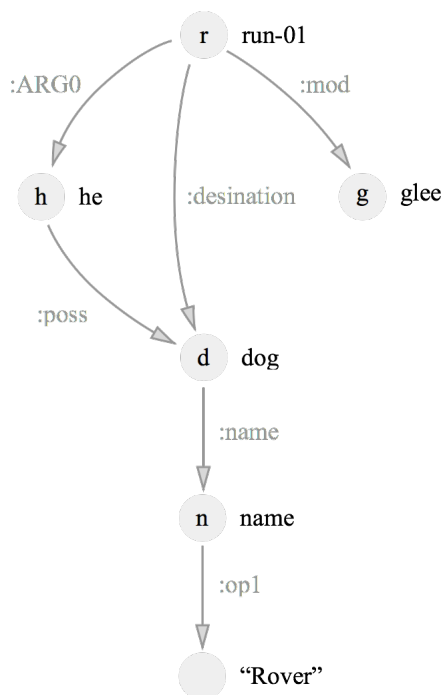 r run-01
:ARG0 :mod
h he :desination g glee
:poss
d dog
:name
n name
:op1
“Rover”